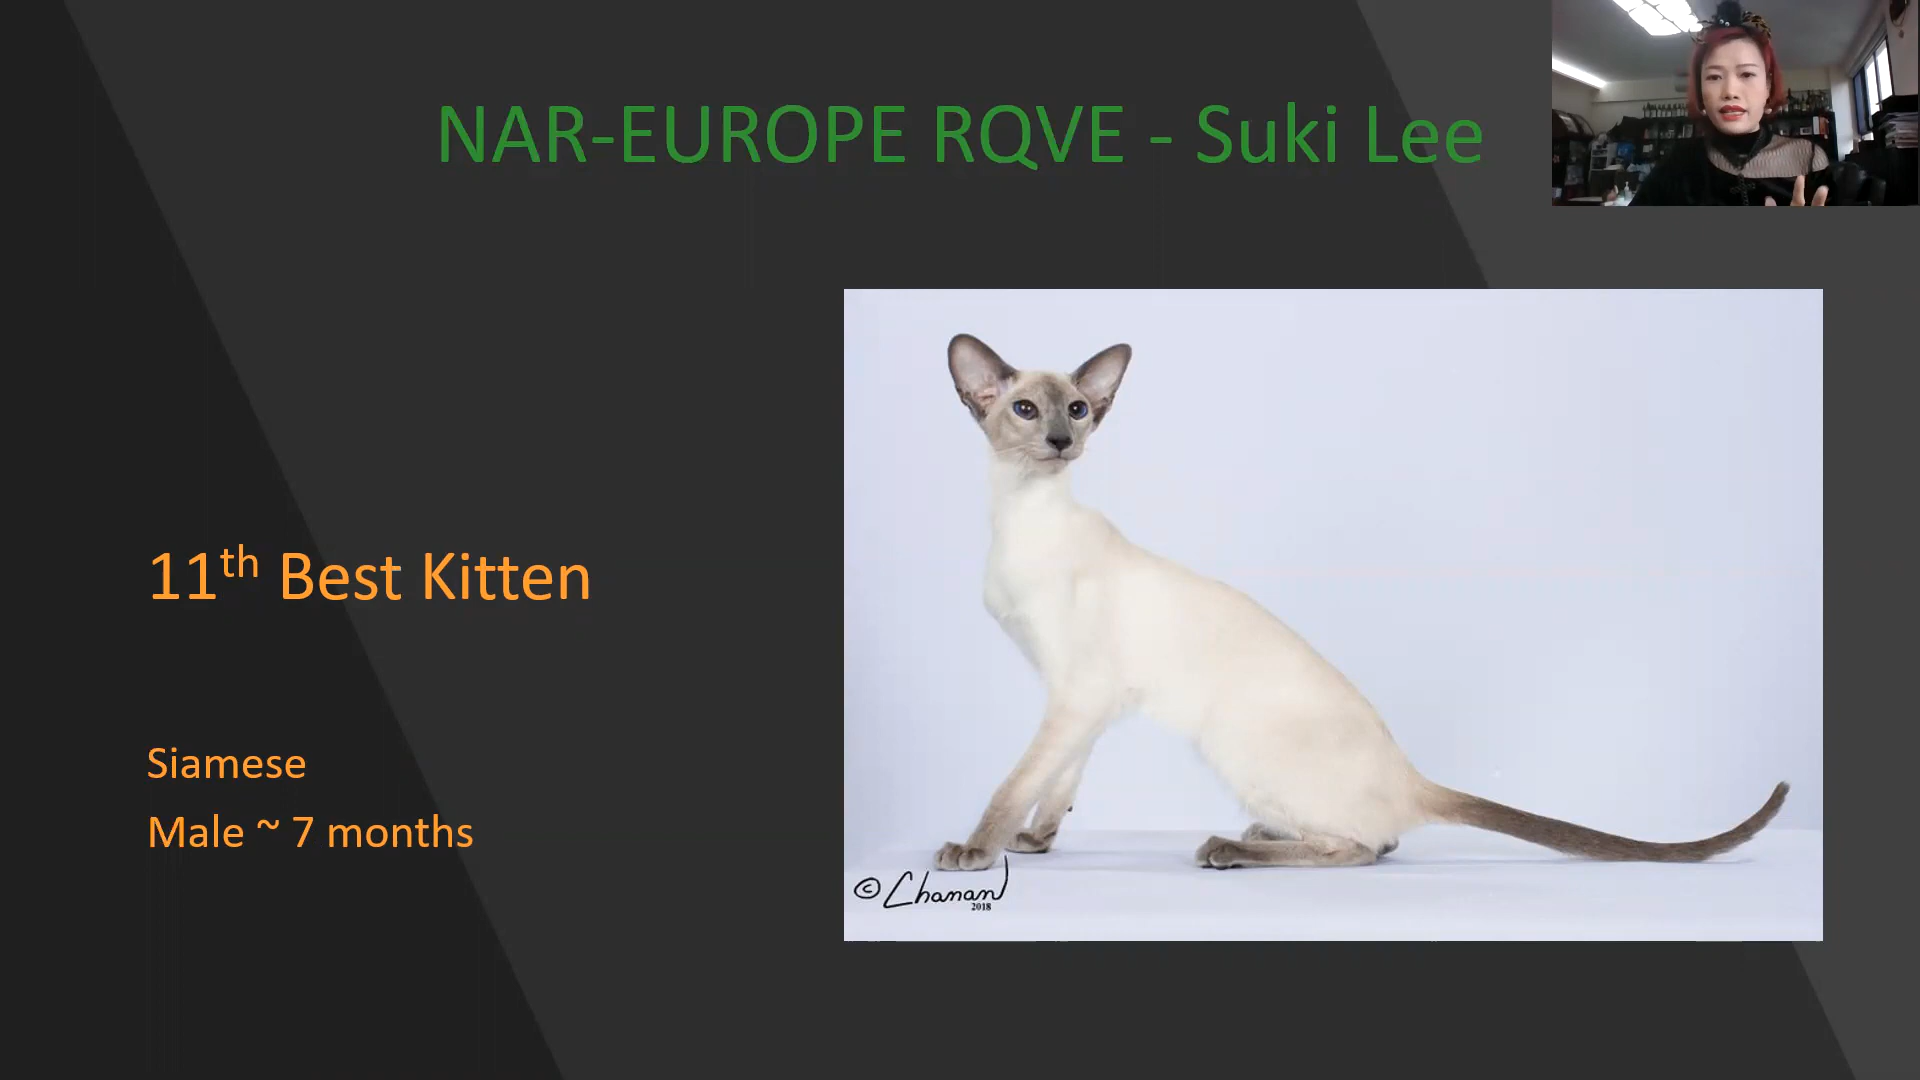 NAR-EUROPE RQVE - Suki Lee
11th Best Kitten
Siamese
Male ~ 7 months
© Chanan
2018